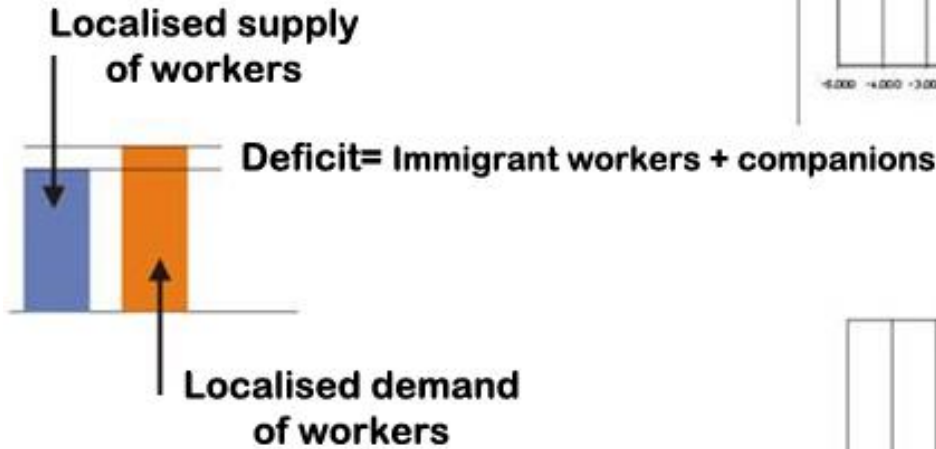 Localised supply
of workers
Deficit= Immigrant workers + companions
Localised demand
of workers